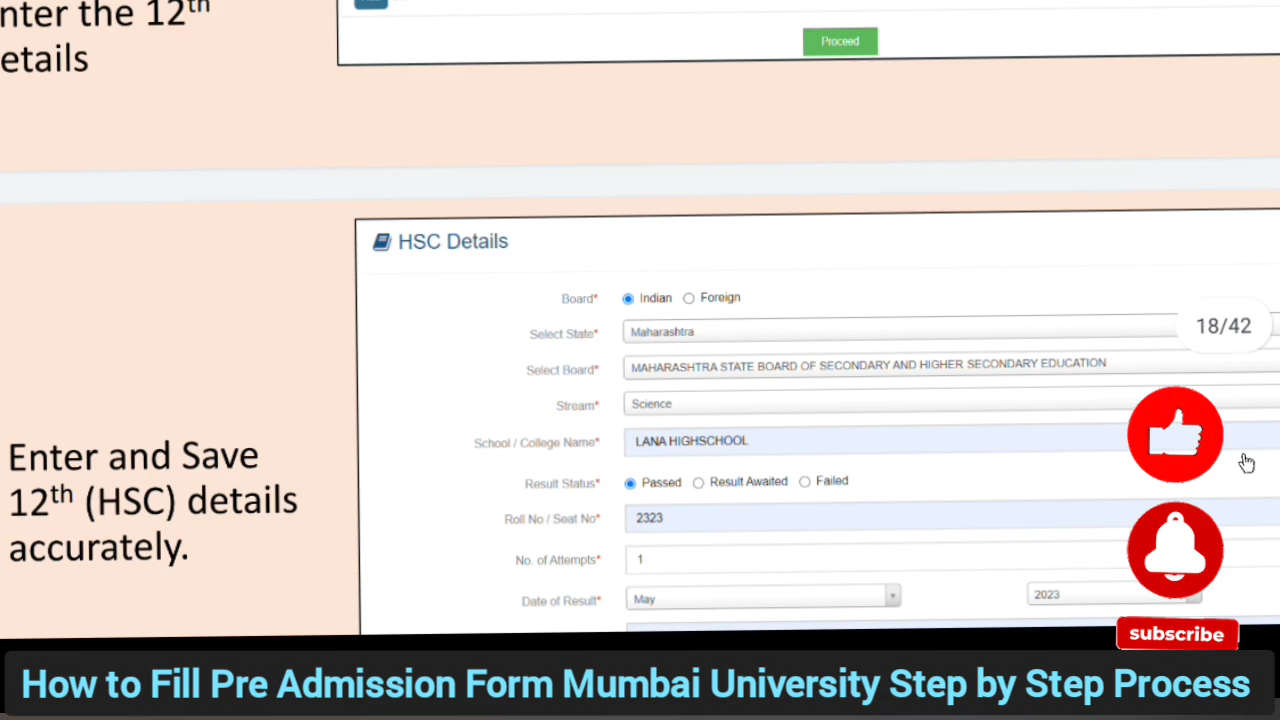 nter the 12th
etails
Proceed
HSC Details
Board* Indian Foreign
Select State* Maharashtra
18/42
Select Board* MAHARASHTRA STATE BOARD OF SECONDARY AND HIGHER SECONDARY EDUCATION
Stream* Science
School / College Name* LANA HIGHSCHOOL
Enter and Save
12th (HSC) details
accurately.
Result Status* Passed Result Awaited Failed
Roll No / Seat No* 2323
No. of Attempts* 1
Date of Result* May 2023
subscribe
How to Fill Pre Admission Form Mumbai University Step by Step Process